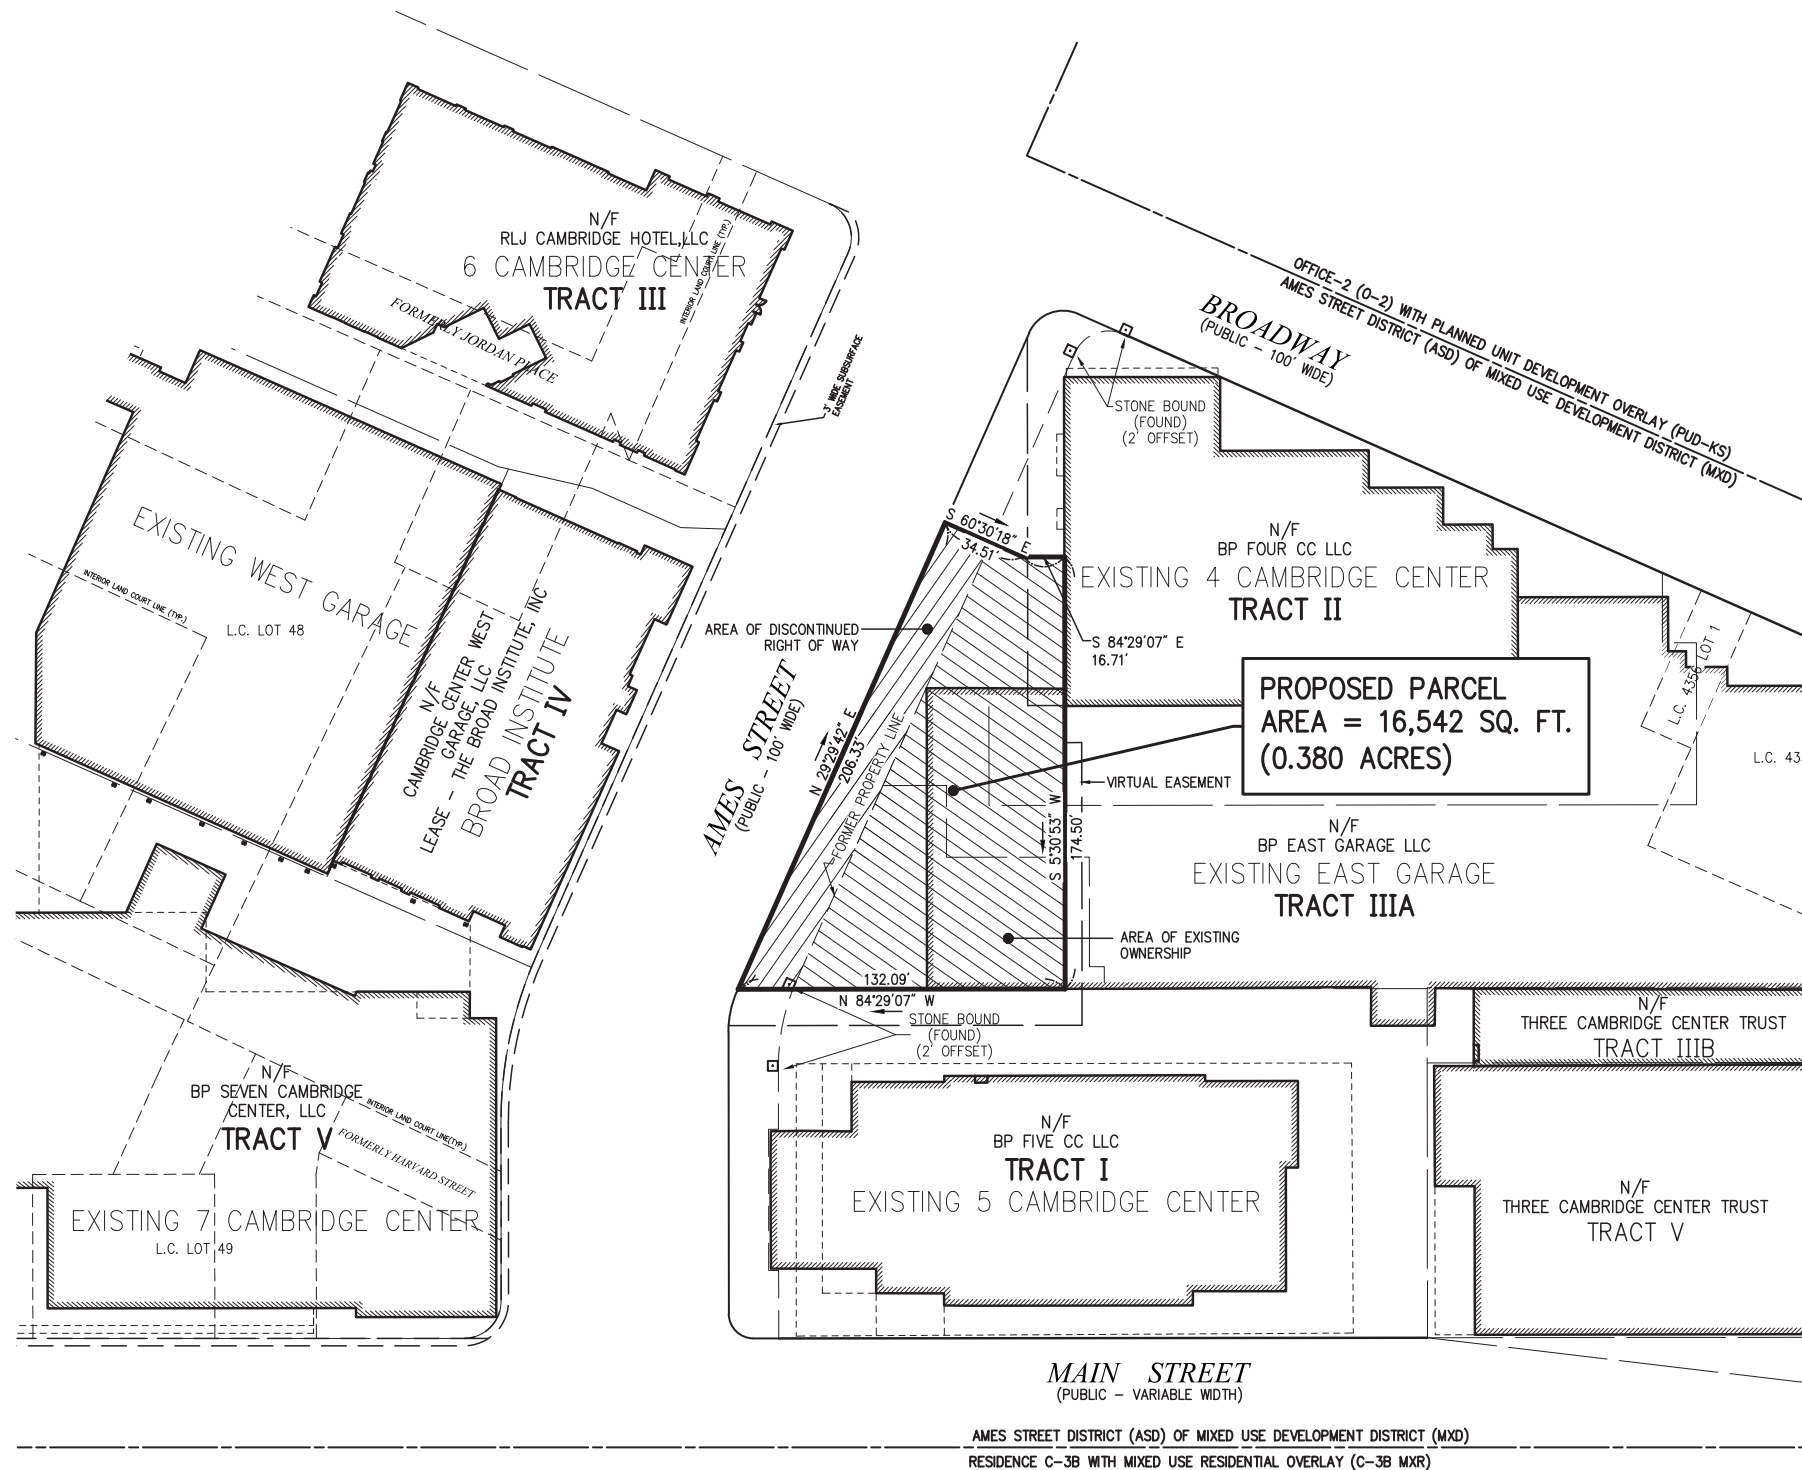 N/F
RLJ CAMBRIDGE HOTEL,LLC
6 CAMBRIDGE CENTER
TRACT III
INTERIOR LAND COURT LINE (TYP.)
FORMERLY JORDAN PLACE
3' WIDE SUBSURFACE
EASEMENT
EXISTING WEST GARAGE
INTERIOR LAND COURT LINE (TYP.)
L.C. LOT 48
N/F
CAMBRIDGE CENTER WEST
GARAGE, LLC
LEASE - THE BROAD INSTITUTE, INC
BROAD INSTITUTE
TRACT IV
BROADWAY
(PUBLIC - 100' WIDE)
OFFICE-2 (O-2) WITH PLANNED UNIT DEVELOPMENT OVERLAY (PUD-KS)
AMES STREET DISTRICT (ASD) OF MIXED USE DEVELOPMENT DISTRICT (MXD)
STONE BOUND
(FOUND)
(2' OFFSET)
S 60°30'18" E
34.51'
N/F
BP FOUR CC LLC
EXISTING 4 CAMBRIDGE CENTER
TRACT II
AREA OF DISCONTINUED
RIGHT OF WAY
S 84°29'07" E
16.71'
L.C. 4356 LOT 1
PROPOSED PARCEL
AREA = 16,542 SQ. FT.
(0.380 ACRES)
AMES STREET
(PUBLIC - 100' WIDE)
N 29°29'42" E
206.33'
FORMER PROPERTY LINE
VIRTUAL EASEMENT
L.C. 43
S 5°30'53" W
174.50'
N/F
BP EAST GARAGE LLC
EXISTING EAST GARAGE
TRACT IIIA
AREA OF EXISTING
OWNERSHIP
132.09'
N 84°29'07" W
STONE BOUND
(FOUND)
(2' OFFSET)
N/F
THREE CAMBRIDGE CENTER TRUST
TRACT IIIB
N/F
BP SEVEN CAMBRIDGE
CENTER, LLC
TRACT V
INTERIOR LAND COURT LINE(TYP.)
FORMERLY HARVARD STREET
EXISTING 7 CAMBRIDGE CENTER
L.C. LOT 49
N/F
BP FIVE CC LLC
TRACT I
EXISTING 5 CAMBRIDGE CENTER
N/F
THREE CAMBRIDGE CENTER TRUST
TRACT V
MAIN STREET
(PUBLIC - VARIABLE WIDTH)
AMES STREET DISTRICT (ASD) OF MIXED USE DEVELOPMENT DISTRICT (MXD)
RESIDENCE C-3B WITH MIXED USE RESIDENTIAL OVERLAY (C-3B MXR)